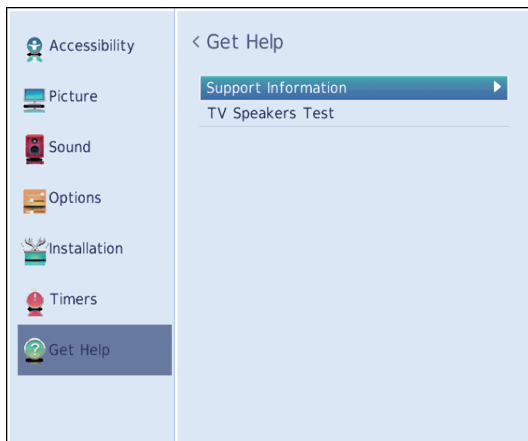 Accessibility
Picture
Sound
Options
Installation
Timers
Get Help
< Get Help
Support Information
TV Speakers Test